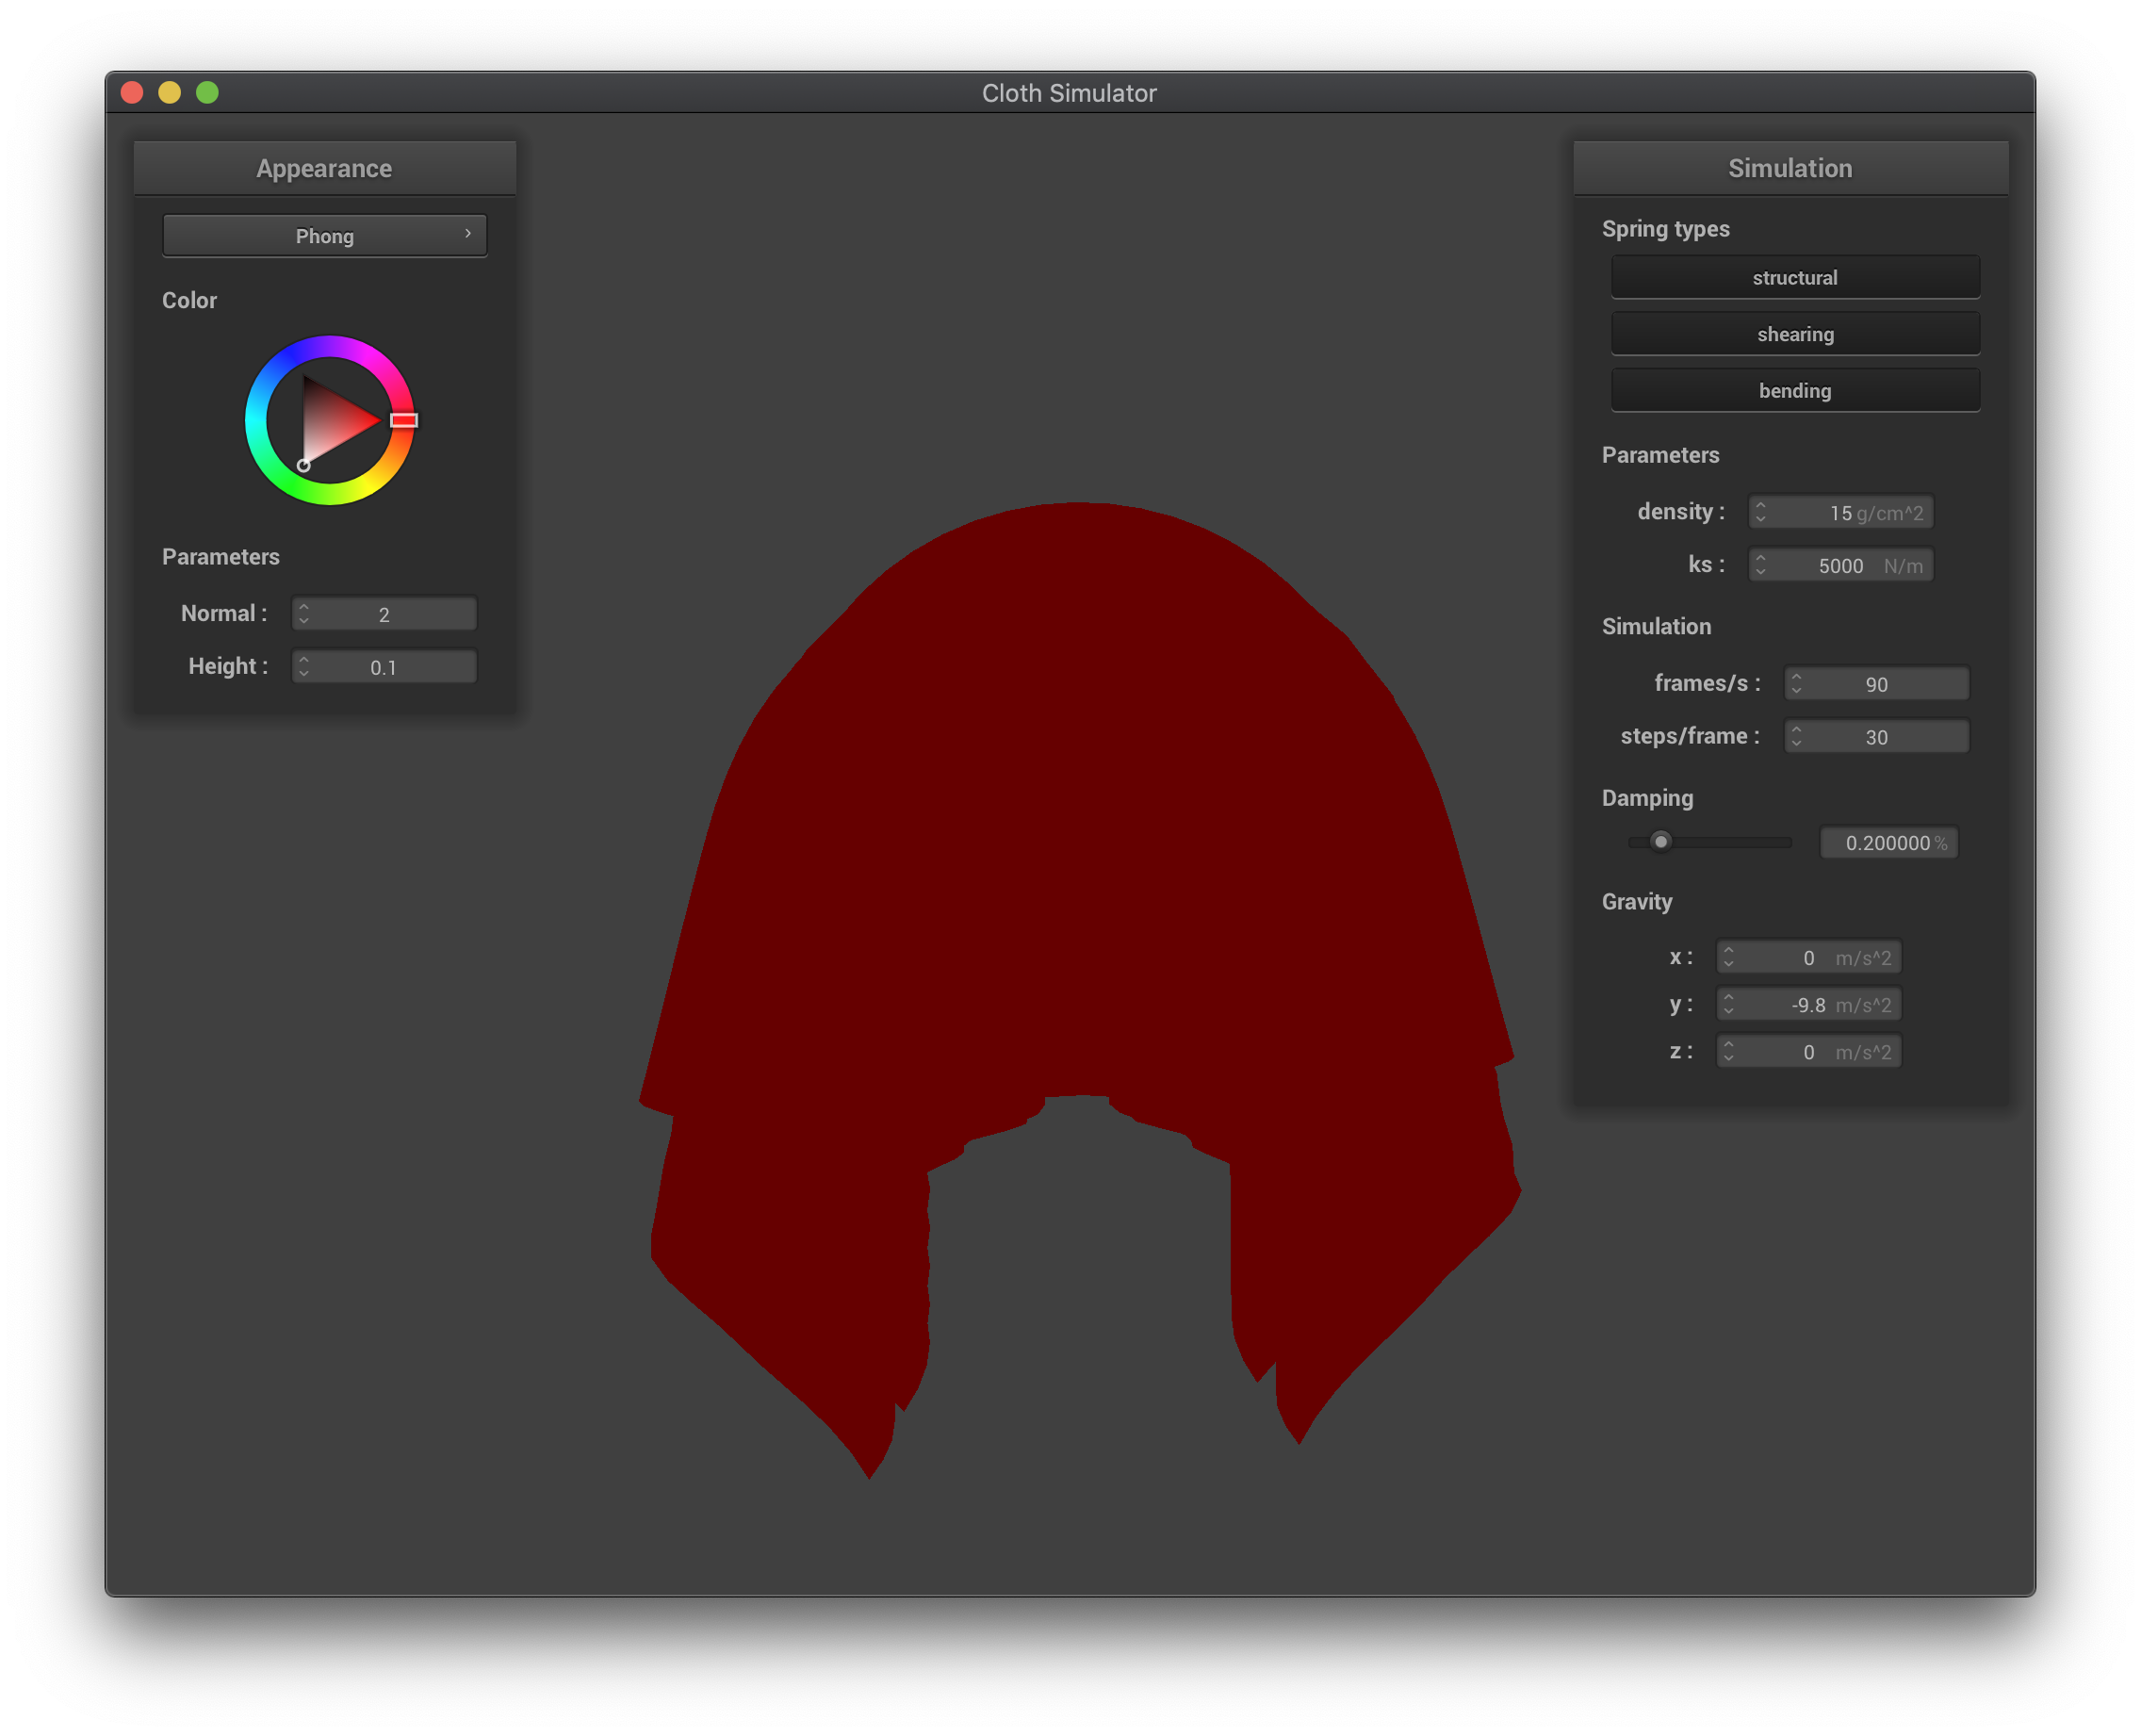 Cloth Simulator
Appearance
Phong
Color
Parameters
Normal : 2
Height : 0.1
Simulation
Spring types
structural
shearing
bending
Parameters
density : 15 g/cm^2
ks : 5000 N/m
Simulation
frames/s : 90
steps/frame : 30
Damping
0.200000 %
Gravity
x : 0 m/s^2
y : -9.8 m/s^2
z : 0 m/s^2